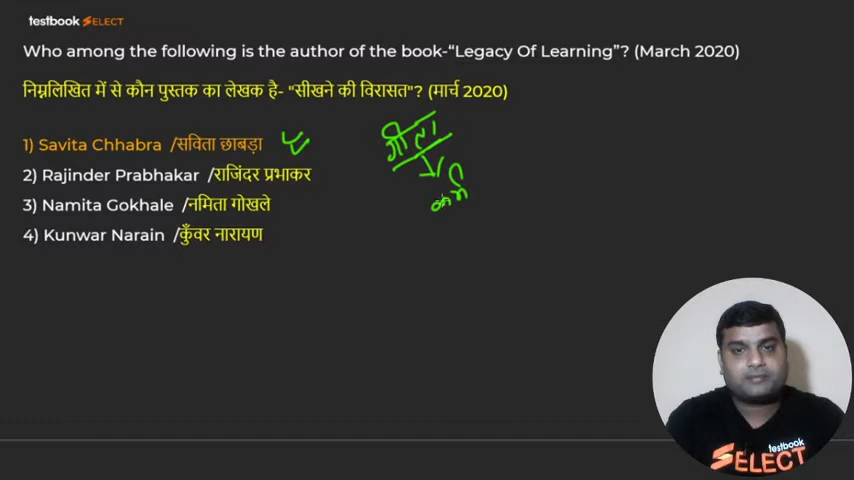 testbook SELECT
Who among the following is the author of the book-“Legacy Of Learning”? (March 2020)
निम्नलिखित में से कौन पुस्तक का लेखक है- "सीखने की विरासत"? (मार्च 2020)
1) Savita Chhabra /सविता छाबड़ा
2) Rajinder Prabhakar /राजिंदर प्रभाकर
3) Namita Gokhale /नमिता गोखले
4) Kunwar Narain /कुँवर नारायण
गीता
testbook
SELECT